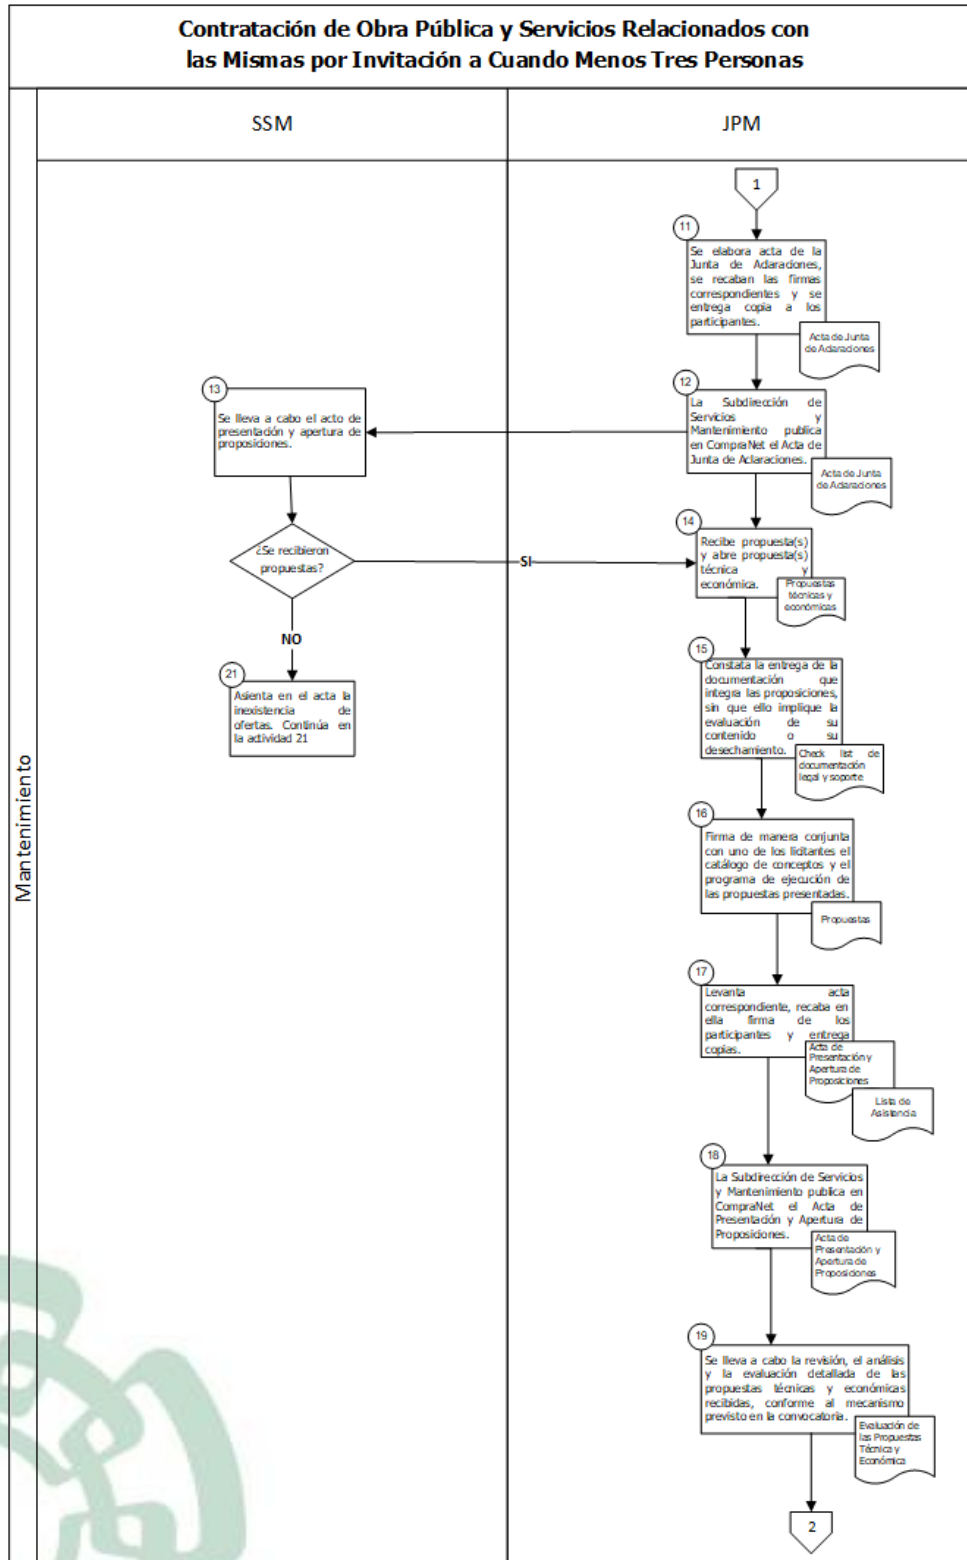 Contratación de Obra Pública y Servicios Relacionados con
las Mismas por Invitación a Cuando Menos Tres Personas
SSM
JPM
Mantenimiento
1
11
Se elabora acta de la
Junta de Adaraciones,
se recaban las firmas
correspondientes y se
entrega copia a los
participantes.
Acta de Junta
de Adaraciones
12
La Subdirección de
Servicios y
Mantenimiento publica
en CompraNet el Acta de
Junta de Aclaraciones.
Acta de Junta
de Adaraciones
13
Se lleva a cabo el acto de
presentación y apertura de
proposiciones.
¿Se recibieron
propuestas?
SI
NO
14
Recibe propuesta(s)
y abre propuesta(s)
técnica y
económica.
Propuestas
técnicas y
económicas
21
Asienta en el acta la
inexistencia de
ofertas. Continúa en
la actividad 21
15
Constata la entrega de la
documentación que
integra las proposiciones,
sin que ello implique la
evaluación de su
contenido o su
desechamiento.
Check list de
documentación
legal y soporte
16
Firma de manera conjunta
con uno de los licitantes el
catálogo de conceptos y el
programa de ejecución de
las propuestas presentadas.
Propuestas
17
Levanta acta
correspondiente, recaba en
ella firma de los
participantes y entrega
copias.
Acta de
Presentación y
Apertura de
Proposiciones
Lista de
Asistencia
18
La Subdirección de Servicios
y Mantenimiento publica en
CompraNet el Acta de
Presentación y Apertura de
Proposiciones.
Acta de
Presentación y
Apertura de
Proposiciones
19
Se lleva a cabo la revisión, el análisis
y la evaluación detallada de las
propuestas técnicas y económicas
recibidas, conforme al mecanismo
previsto en la convocatoria.
Evaluación de
las Propuestas
Técnica y
Económica
2